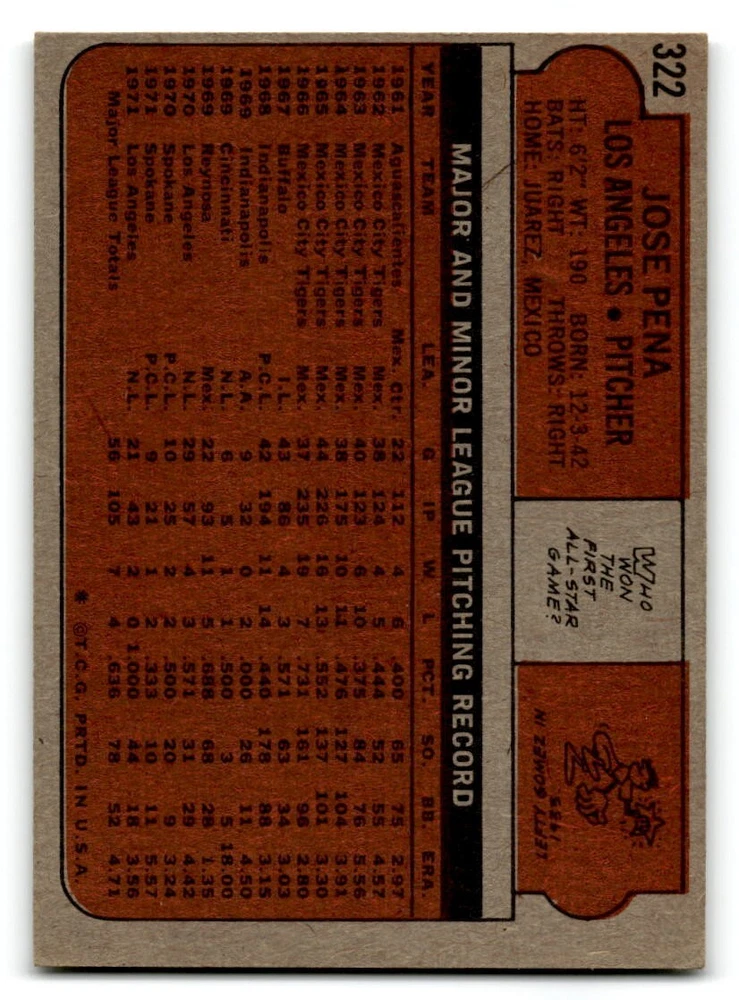 322
JOSE PENA
LOS ANGELES • PITCHER
HT: 6'2" WT: 190 BORN: 12-3-42
BATS: RIGHT THROWS: RIGHT
HOME: JUAREZ, MEXICO
WHO
WON
THE
FIRST
ALL-STAR
GAME?
LEFTY GOMEZ IN
1933
MAJOR AND MINOR LEAGUE PITCHING RECORD
YEAR TEAM LEA. G IP W L PCT. SO. BB. ERA.
1961 Aguascalientes Mex. Ctr. 22 112 4 6 .400 65 75 2.97
1962 Mexico City Tigers Mex. 38 124 4 5 .444 52 55 4.57
1963 Mexico City Tigers Mex. 40 123 6 10 .375 84 76 5.56
1964 Mexico City Tigers Mex. 38 175 10 11 .476 127 104 3.91
1965 Mexico City Tigers Mex. 44 226 16 13 .552 137 101 3.30
1966 Mexico City Tigers Mex. 37 235 19 7 .731 161 96 2.80
1967 Buffalo I.L. 43 86 4 3 .571 63 34 3.03
1968 Indianapolis P.C.L. 42 194 11 14 .440 178 88 3.15
1969 Indianapolis A.A. 9 32 0 2 .000 26 11 4.50
1969 Cincinnati N.L. 6 5 1 1 .500 3 5 18.00
1969 Reynosa Mex. 22 93 11 5 .688 68 28 1.35
1970 Los Angeles N.L. 29 57 4 3 .571 31 29 4.42
1970 Spokane P.C.L. 10 25 2 2 .500 20 9 3.24
1971 Spokane P.C.L. 9 21 1 2 .333 10 11 5.57
1971 Los Angeles N.L. 21 43 2 0 1.000 44 18 3.56
Major League Totals 56 105 7 4 .636 78 52 4.71
* ©T.C.G. PRTD. IN U.S.A.